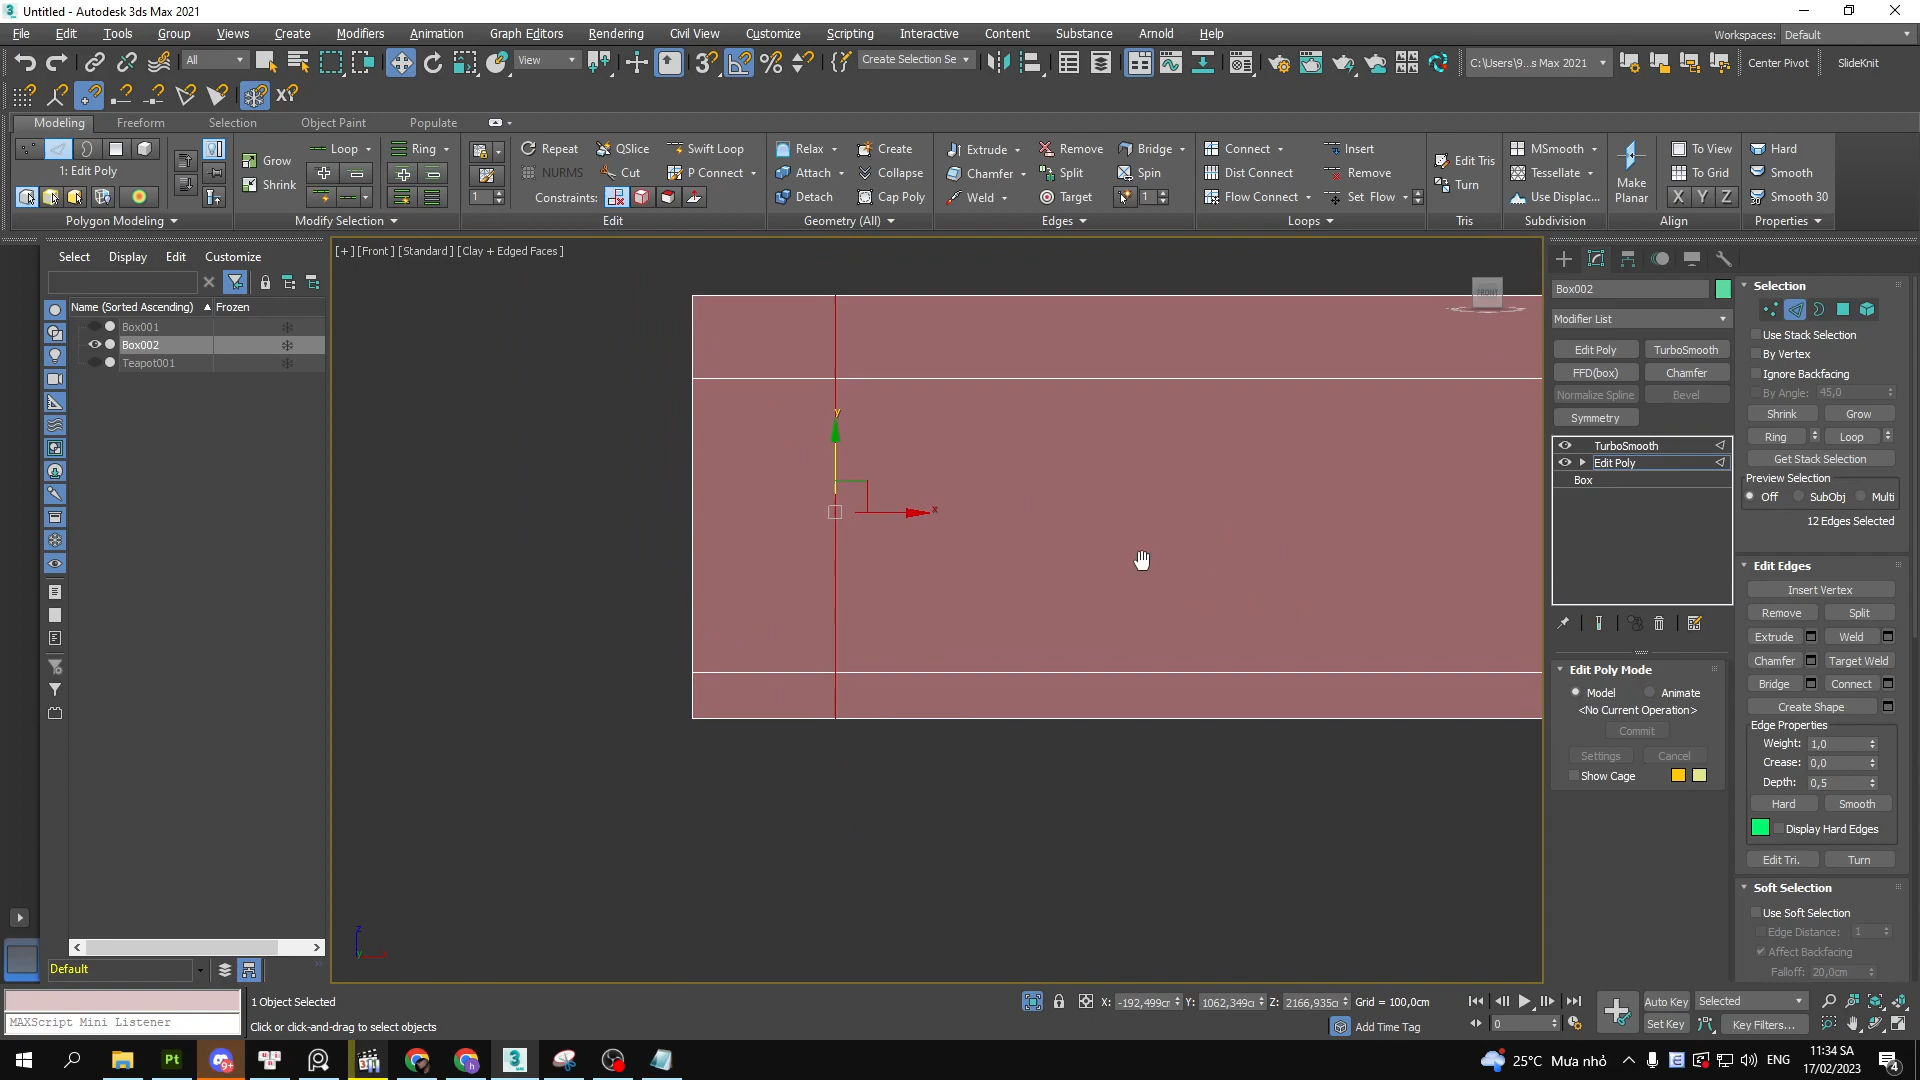 Untitled - Autodesk 3ds Max 2021
File Edit Tools Group Views Create Modifiers Animation Graph Editors Rendering Civil View Customize Scripting Interactive Content Substance Arnold Help
Workspaces: Default
All View Create Selection Se C:\Users\9...s Max 2021 Center Pivot SlideKnit
Modeling Freeform Selection Object Paint Populate
1: Edit Poly
Grow Shrink Loop Ring
Repeat QSlice Swift Loop
NURMS Cut P Connect
Constraints:
Relax Create
Attach Collapse
Detach Cap Poly
Extrude Remove Bridge
Chamfer Split Spin
Weld Target 1
Connect Insert
Dist Connect Remove
Flow Connect Set Flow
Edit Tris
Turn
MSmooth
Tessellate
Use Displac...
Make Planar
To View
To Grid
X Y Z
Hard
Smooth
Smooth 30
Polygon Modeling Modify Selection Edit Geometry (All) Edges Loops Tris Subdivision Align Properties
Select Display Edit Customize
Name (Sorted Ascending) Frozen
Box001
Box002
Teapot001
Default
[+] [Front] [Standard] [Clay + Edged Faces]
FRONT
y
x
z
y
Box002
Modifier List
Edit Poly TurboSmooth
FFD(box) Chamfer
Normalize Spline Bevel
Symmetry
TurboSmooth
Edit Poly
Box
Edit Poly Mode
Model Animate
<No Current Operation>
Commit
Settings Cancel
Show Cage
Selection
Use Stack Selection
By Vertex
Ignore Backfacing
By Angle: 45,0
Shrink Grow
Ring Loop
Get Stack Selection
Preview Selection
Off SubObj Multi
12 Edges Selected
Edit Edges
Insert Vertex
Remove Split
Extrude Weld
Chamfer Target Weld
Bridge Connect
Create Shape
Edge Properties
Weight: 1,0
Crease: 0,0
Depth: 0,5
Hard Smooth
Display Hard Edges
Edit Tri. Turn
Soft Selection
Use Soft Selection
Edge Distance: 1
Affect Backfacing
Falloff: 20,0cm
MAXScript Mini Listener
1 Object Selected
Click or click-and-drag to select objects
X: -192,499cr Y: 1062,349c Z: 2166,935c Grid = 100,0cm
Add Time Tag
0
Auto Key Selected
Set Key Key Filters...
Pt 9+
25°C Mưa nhỏ ENG 11:34 SA
17/02/2023 4